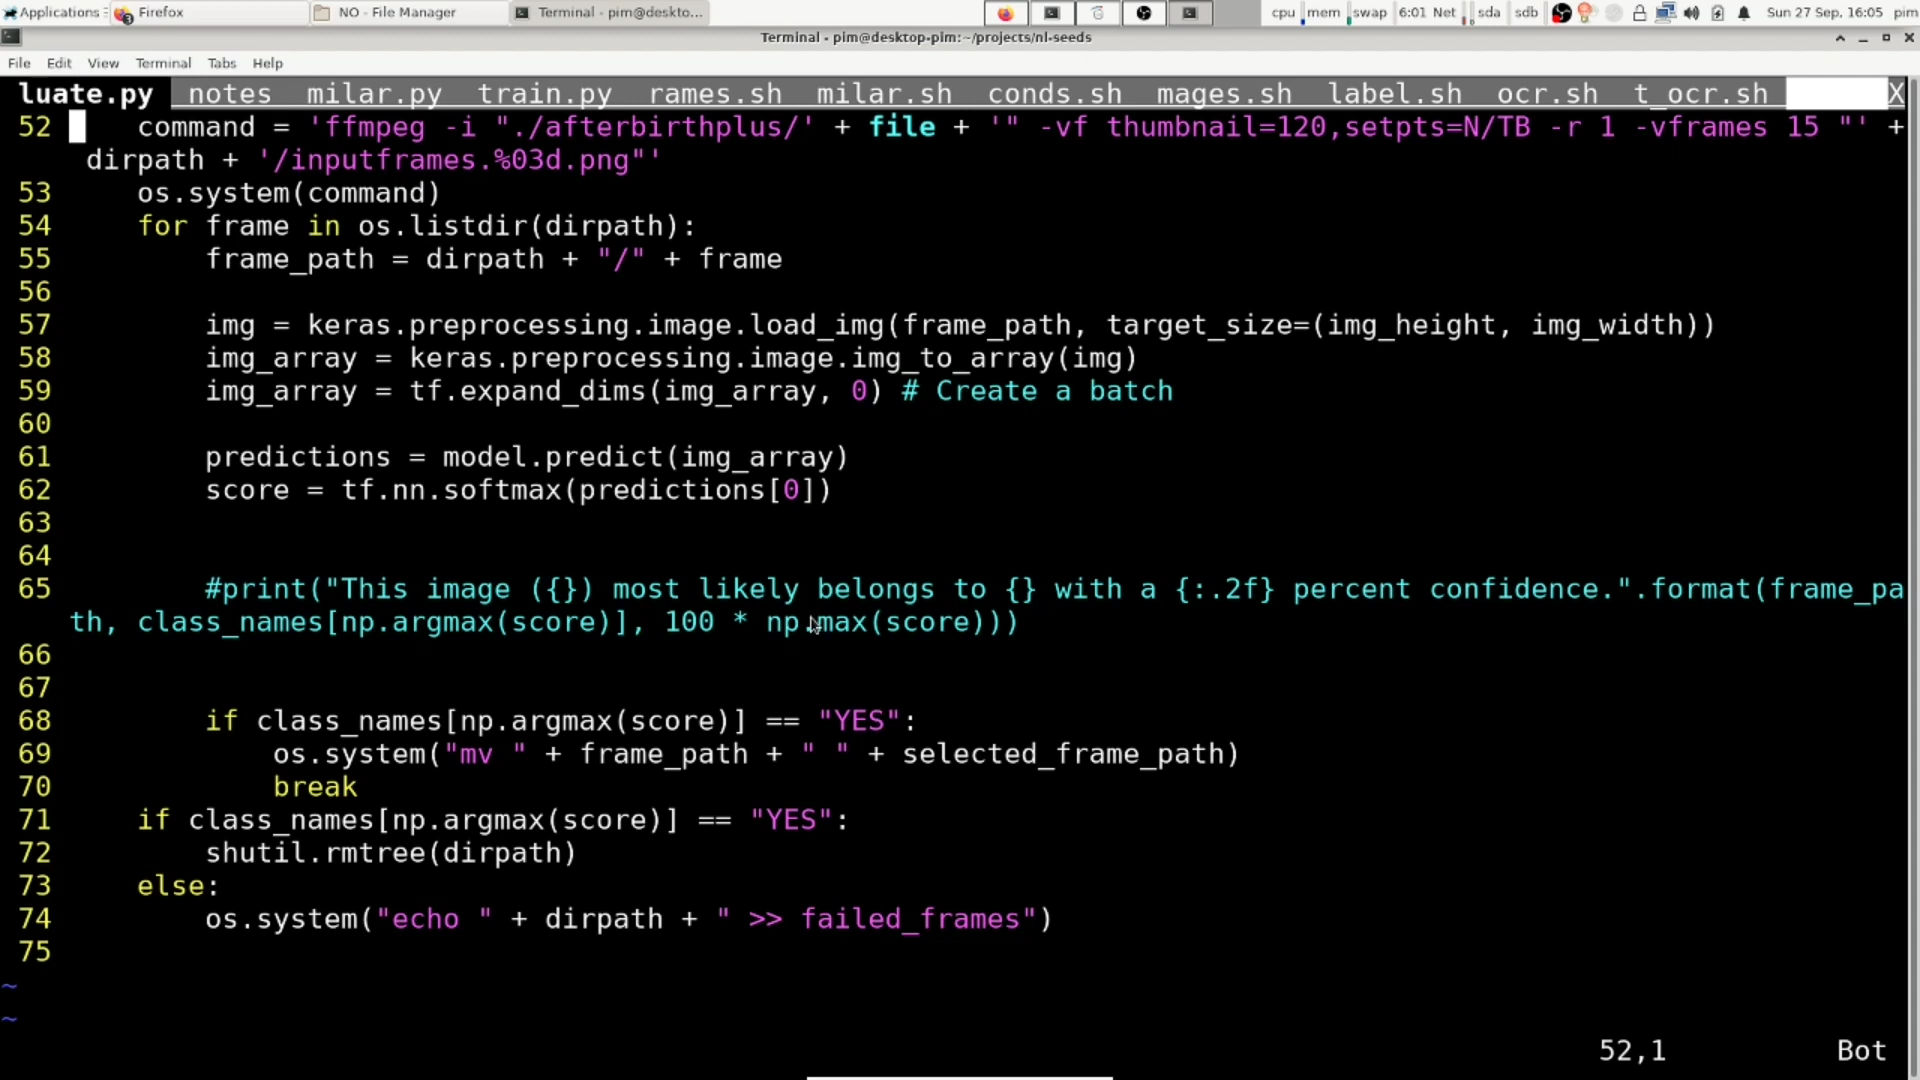 Applications Firefox NO - File Manager Terminal - pim@deskto... cpu mem swap 6:01 Net sda sdb Sun 27 Sep, 16:05 pim
Terminal - pim@desktop-pim:~/projects/nl-seeds
File Edit View Terminal Tabs Help
luate.py notes milar.py train.py rames.sh milar.sh conds.sh mages.sh label.sh ocr.sh t_ocr.sh X
52     command = 'ffmpeg -i "./afterbirthplus/' + file + '" -vf thumbnail=120,setpts=N/TB -r 1 -vframes 15 "' +
dirpath + '/inputframes.%03d.png"'
53     os.system(command)
54     for frame in os.listdir(dirpath):
55         frame_path = dirpath + "/" + frame
56
57         img = keras.preprocessing.image.load_img(frame_path, target_size=(img_height, img_width))
58         img_array = keras.preprocessing.image.img_to_array(img)
59         img_array = tf.expand_dims(img_array, 0) # Create a batch
60
61         predictions = model.predict(img_array)
62         score = tf.nn.softmax(predictions[0])
63
64
65         #print("This image ({}) most likely belongs to {} with a {:.2f} percent confidence.".format(frame_pa
th, class_names[np.argmax(score)], 100 * np.max(score)))
66
67
68         if class_names[np.argmax(score)] == "YES":
69             os.system("mv " + frame_path + " " + selected_frame_path)
70             break
71     if class_names[np.argmax(score)] == "YES":
72         shutil.rmtree(dirpath)
73     else:
74         os.system("echo " + dirpath + " >> failed_frames")
75
~
~
52,1 Bot